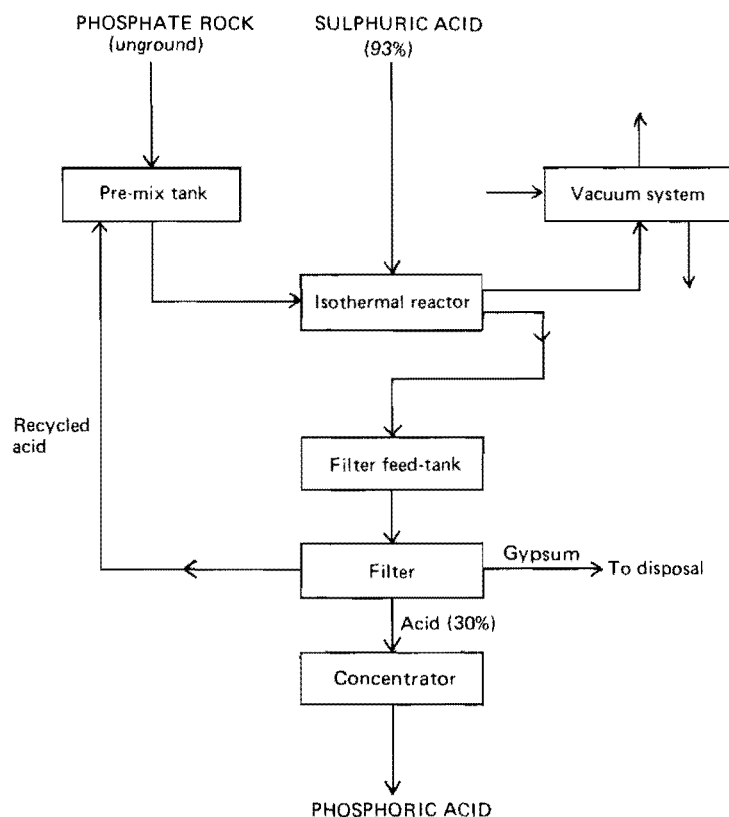 PHOSPHATE ROCK
(unground)
SULPHURIC ACID
(93%)
Pre-mix tank
Vacuum system
Isothermal reactor
Recycled
acid
Filter feed-tank
Filter
Gypsum
To disposal
Acid (30%)
Concentrator
PHOSPHORIC ACID